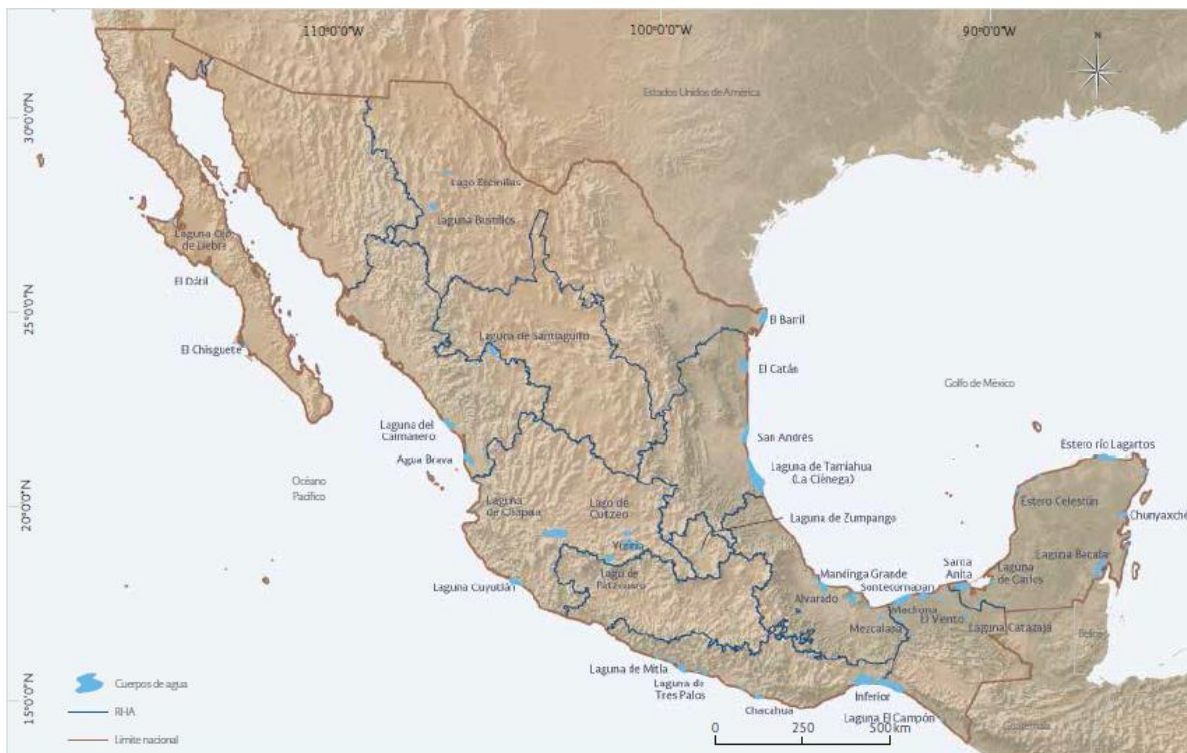 110°0'0"W
100°0'0"W
90°0'0"W
N
Estados Unidos de América
30°0'0"N
Lago Encinillas
Laguna Bustillos
Laguna Ojo
de Liebre
El Dátil
25°0'0"N
El Barril
Laguna de Santiaguillo
El Chisguete
El Catán
Golfo de México
Laguna del
Caimanero
San Andrés
Estero río Lagartos
Agua Brava
Laguna de Tamiahua
(La Ciénega)
Océano
Pacífico
20°0'0"N
Laguna
de Chapala
Lago de
Cuitzeo
Estero Celestún
Laguna de Zumpango
Chunyaxché
Yuriria
Laguna Bacalar
Lago de
Pátzcuaro
Santa
Anita
Laguna Cuyutlán
Mandinga Grande
Laguna
de Carlos
Sontecomapan
Alvarado
Machona
El Viento
Mezcalapa
Laguna Catazajá
Belice
Laguna de Mitla
Laguna de
Tres Palos
Inferior
Chacahua
Laguna El Campón
Guatemala
15°0'0"N
Cuerpos de agua
RHA
Límite nacional
0 250 500 km